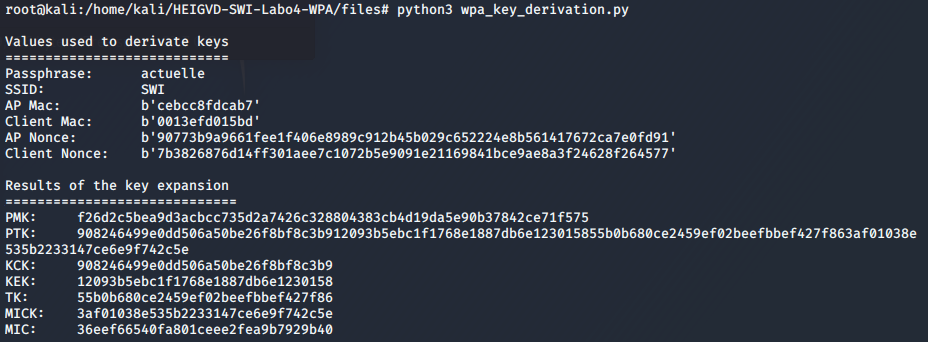 root@kali:/home/kali/HEIGVD-SWI-Labo4-WPA/files# python3 wpa_key_derivation.py
Values used to derivate keys
============================
Passphrase: actuelle
SSID: SWI
AP Mac: b'cebcc8fdcab7'
Client Mac: b'0013efd015bd'
AP Nonce: b'90773b9a9661fee1f406e8989c912b45b029c652224e8b561417672ca7e0fd91'
Client Nonce: b'7b3826876d14ff301aee7c1072b5e9091e21169841bce9ae8a3f24628f264577'
Results of the key expansion
=============================
PMK: f26d2c5bea9d3acbcc735d2a7426c328804383cb4d19da5e90b37842ce71f575
PTK: 908246499e0dd506a50be26f8bf8c3b912093b5ebc1f1768e1887db6e123015855b0b680ce2459ef02beefbbef427f863af01038e
535b2233147ce6e9f742c5e
KCK: 908246499e0dd506a50be26f8bf8c3b9
KEK: 12093b5ebc1f1768e1887db6e1230158
TK: 55b0b680ce2459ef02beefbbef427f86
MICK: 3af01038e535b2233147ce6e9f742c5e
MIC: 36eef66540fa801ceee2fea9b7929b40